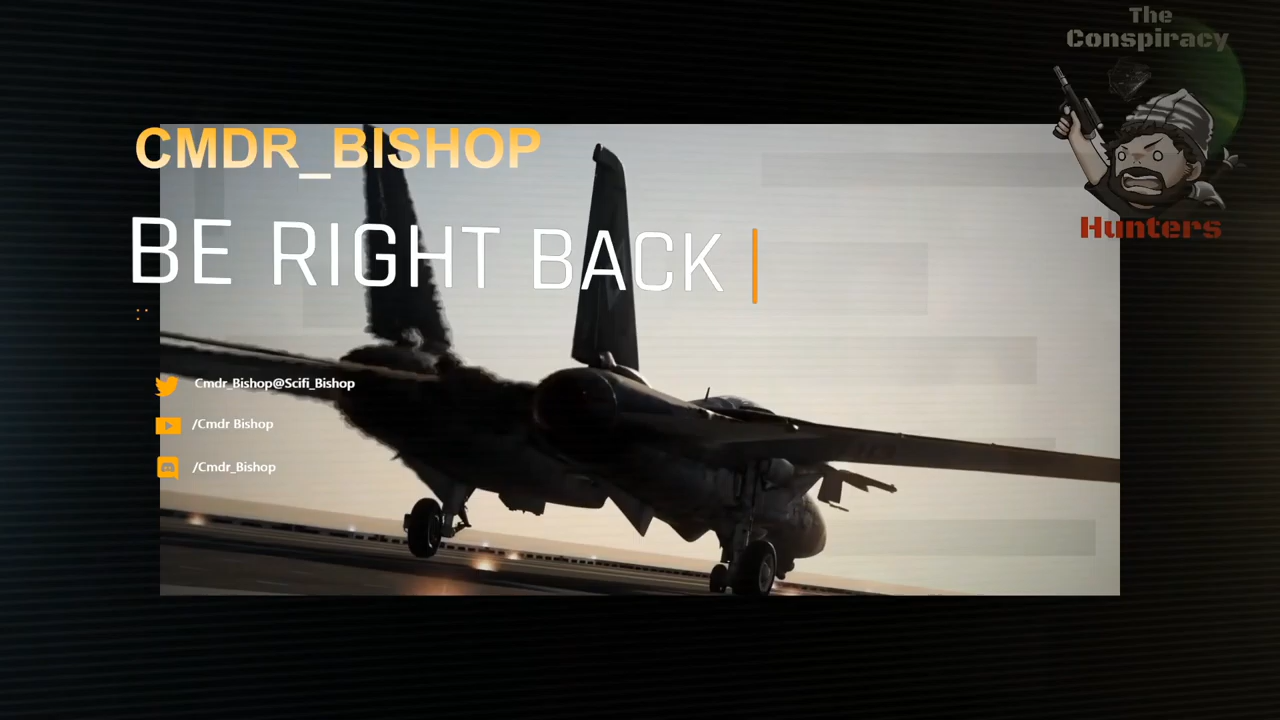 The
Conspiracy
Hunters
CMDR_BISHOP
BE RIGHT BACK
Cmdr_Bishop@Scifi_Bishop
/Cmdr Bishop
/Cmdr_Bishop